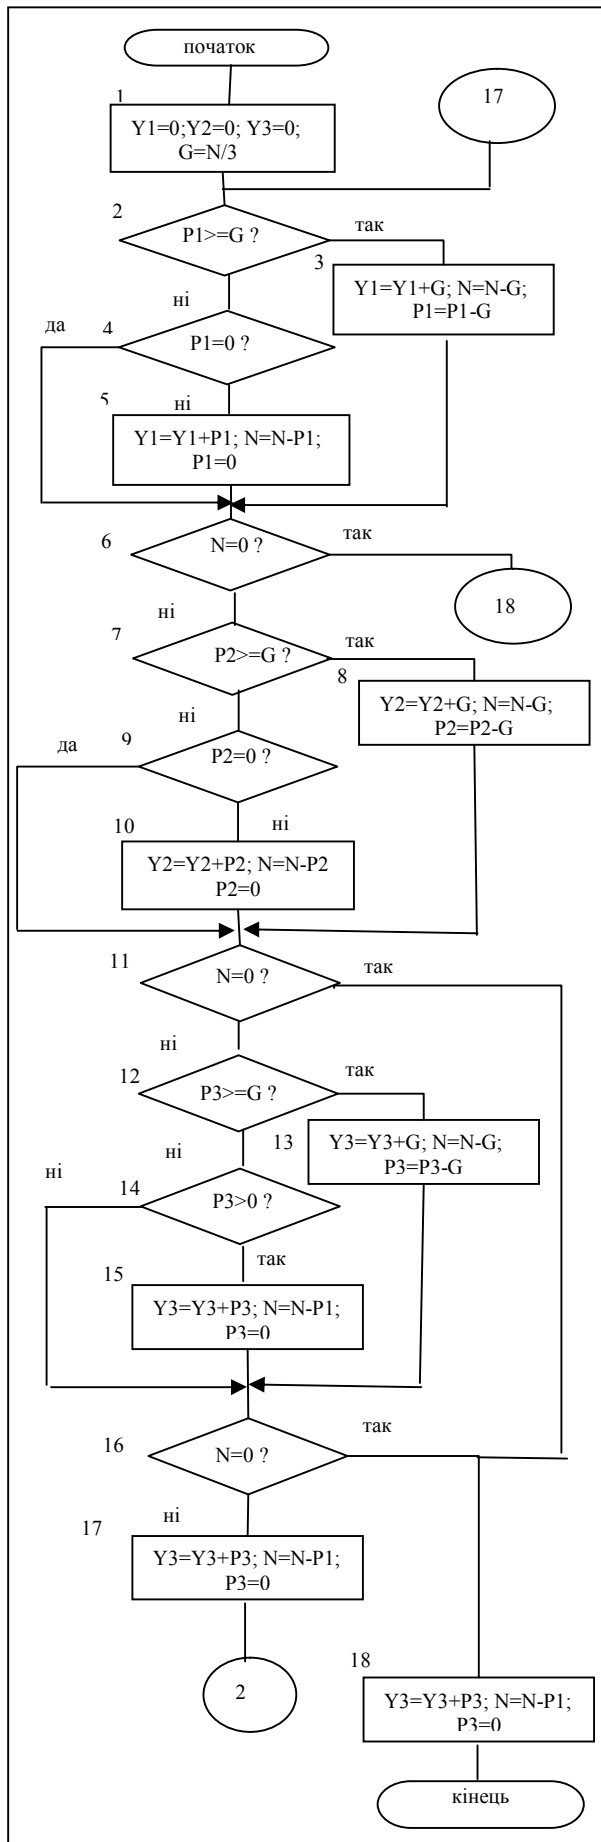 початок
1
17
Y1=0;Y2=0; Y3=0;
G=N/3
2
P1>=G ?
так
3
Y1=Y1+G; N=N-G;
P1=P1-G
ні
да
4
P1=0 ?
ні
5
Y1=Y1+P1; N=N-P1;
P1=0
6
N=0 ?
так
18
ні
7
P2>=G ?
так
8
Y2=Y2+G; N=N-G;
P2=P2-G
ні
да
9
P2=0 ?
ні
10
Y2=Y2+P2; N=N-P2
P2=0
11
N=0 ?
так
ні
12
P3>=G ?
так
13
Y3=Y3+G; N=N-G;
P3=P3-G
ні
ні
14
P3>0 ?
так
15
Y3=Y3+P3; N=N-P1;
P3=0
16
N=0 ?
так
ні
17
Y3=Y3+P3; N=N-P1;
P3=0
2
18
Y3=Y3+P3; N=N-P1;
P3=0
кінець